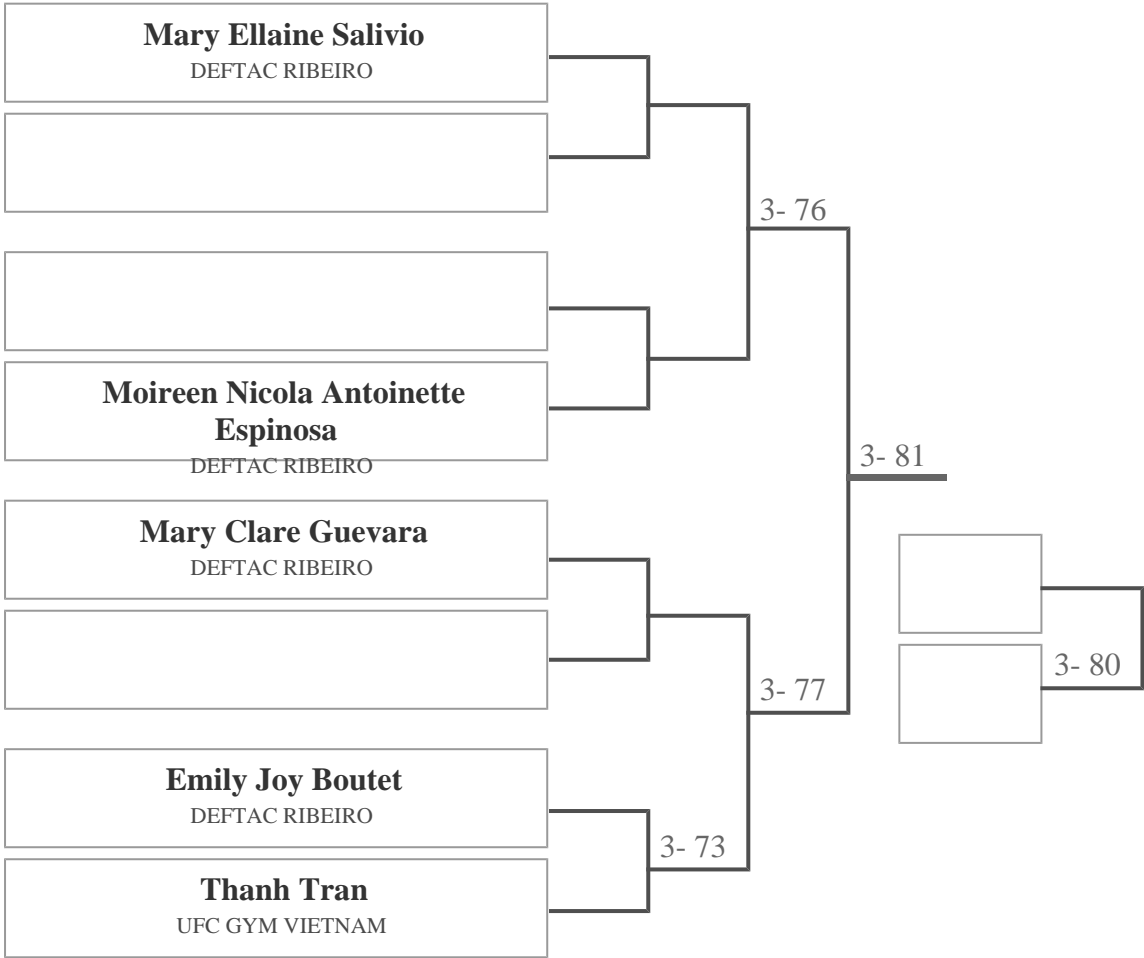 Mary Ellaine Salivio
DEFTAC RIBEIRO
3- 76
Moireen Nicola Antoinette
Espinosa
DEFTAC RIBEIRO
3- 81
Mary Clare Guevara
DEFTAC RIBEIRO
3- 80
3- 77
Emily Joy Boutet
DEFTAC RIBEIRO
3- 73
Thanh Tran
UFC GYM VIETNAM